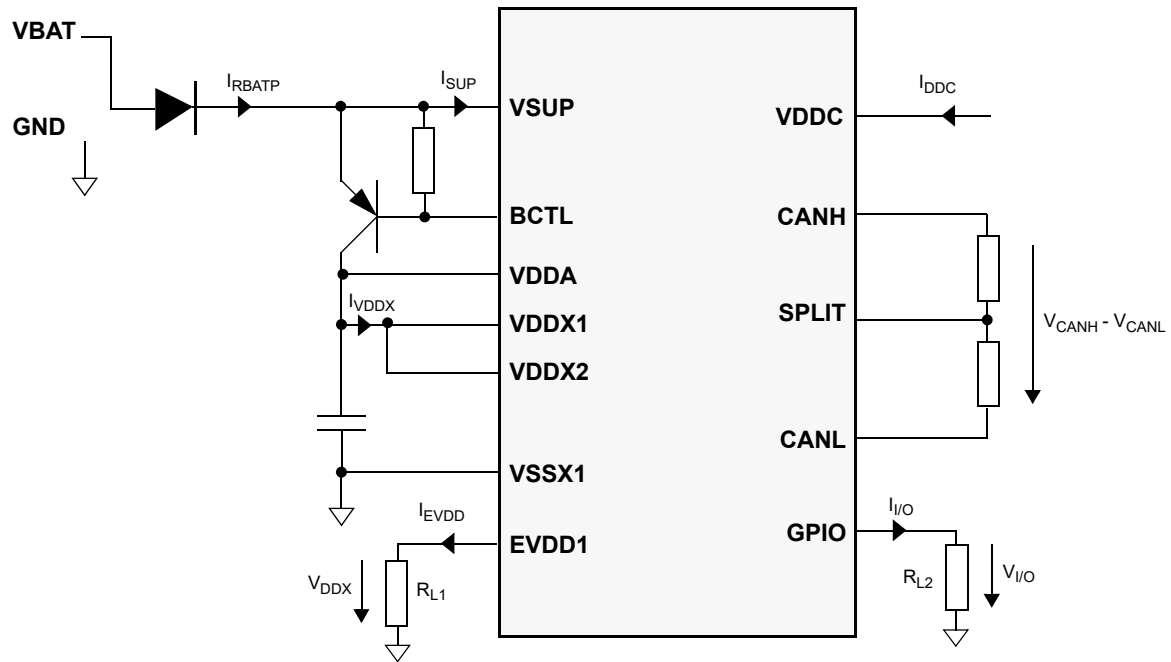 VBAT
GND
IRBATP
ISUP
VSUP
BCTL
VDDA
IVDDX
VDDX1
VDDX2
VSSX1
IEVDD
EVDD1
VDDX
RL1
IDDC
VDDC
CANH
SPLIT
VCANH - VCANL
CANL
II/O
GPIO
RL2
VI/O